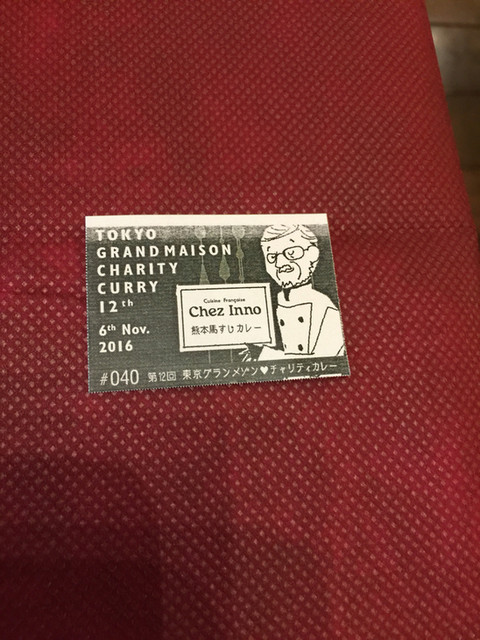 TOKYO
GRANDMAISON
CHARITY
CURRY
12th
6th Nov.
2016
Cuisine Française
Chez Inno
熊本馬すじカレー
#040 第12回 東京グランメゾン♥チャリティカレー